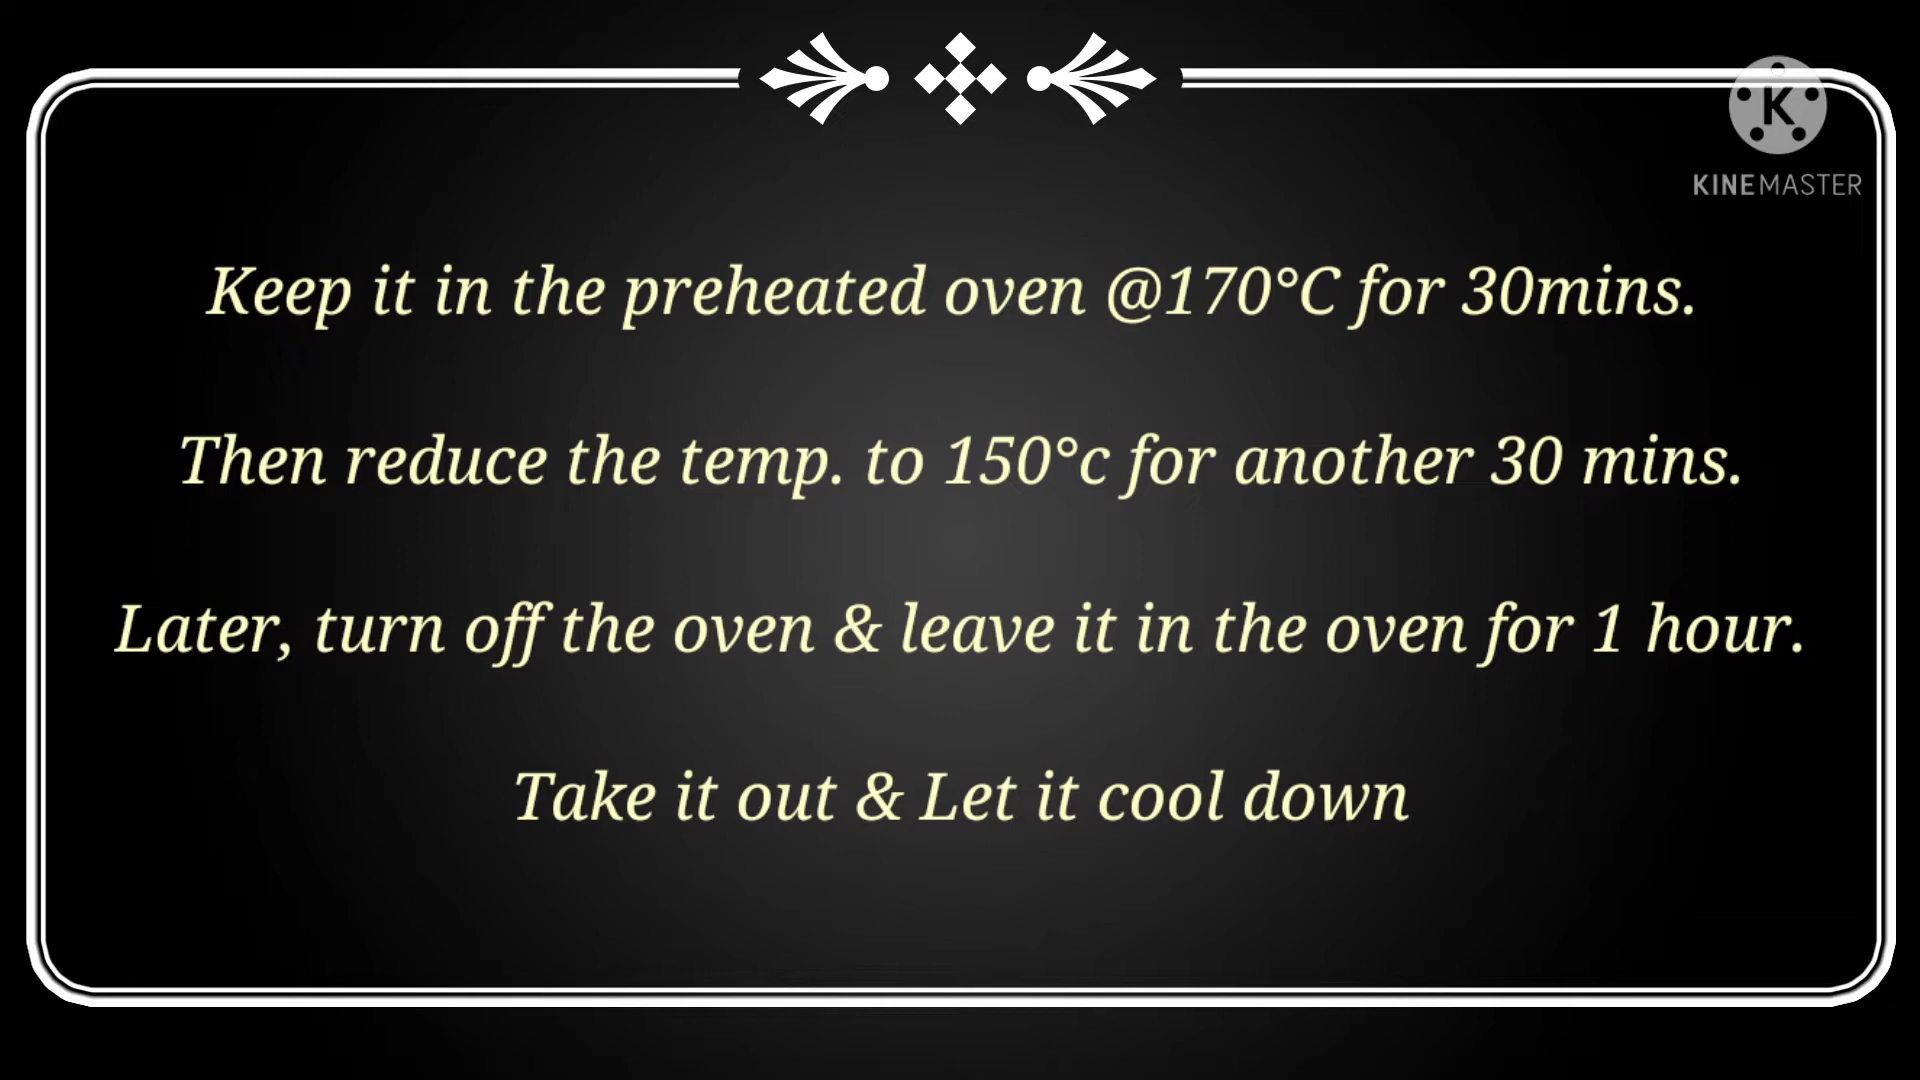 K
KINEMASTER
Keep it in the preheated oven @170°C for 30mins.
Then reduce the temp. to 150°c for another 30 mins.
Later, turn off the oven & leave it in the oven for 1 hour.
Take it out & Let it cool down